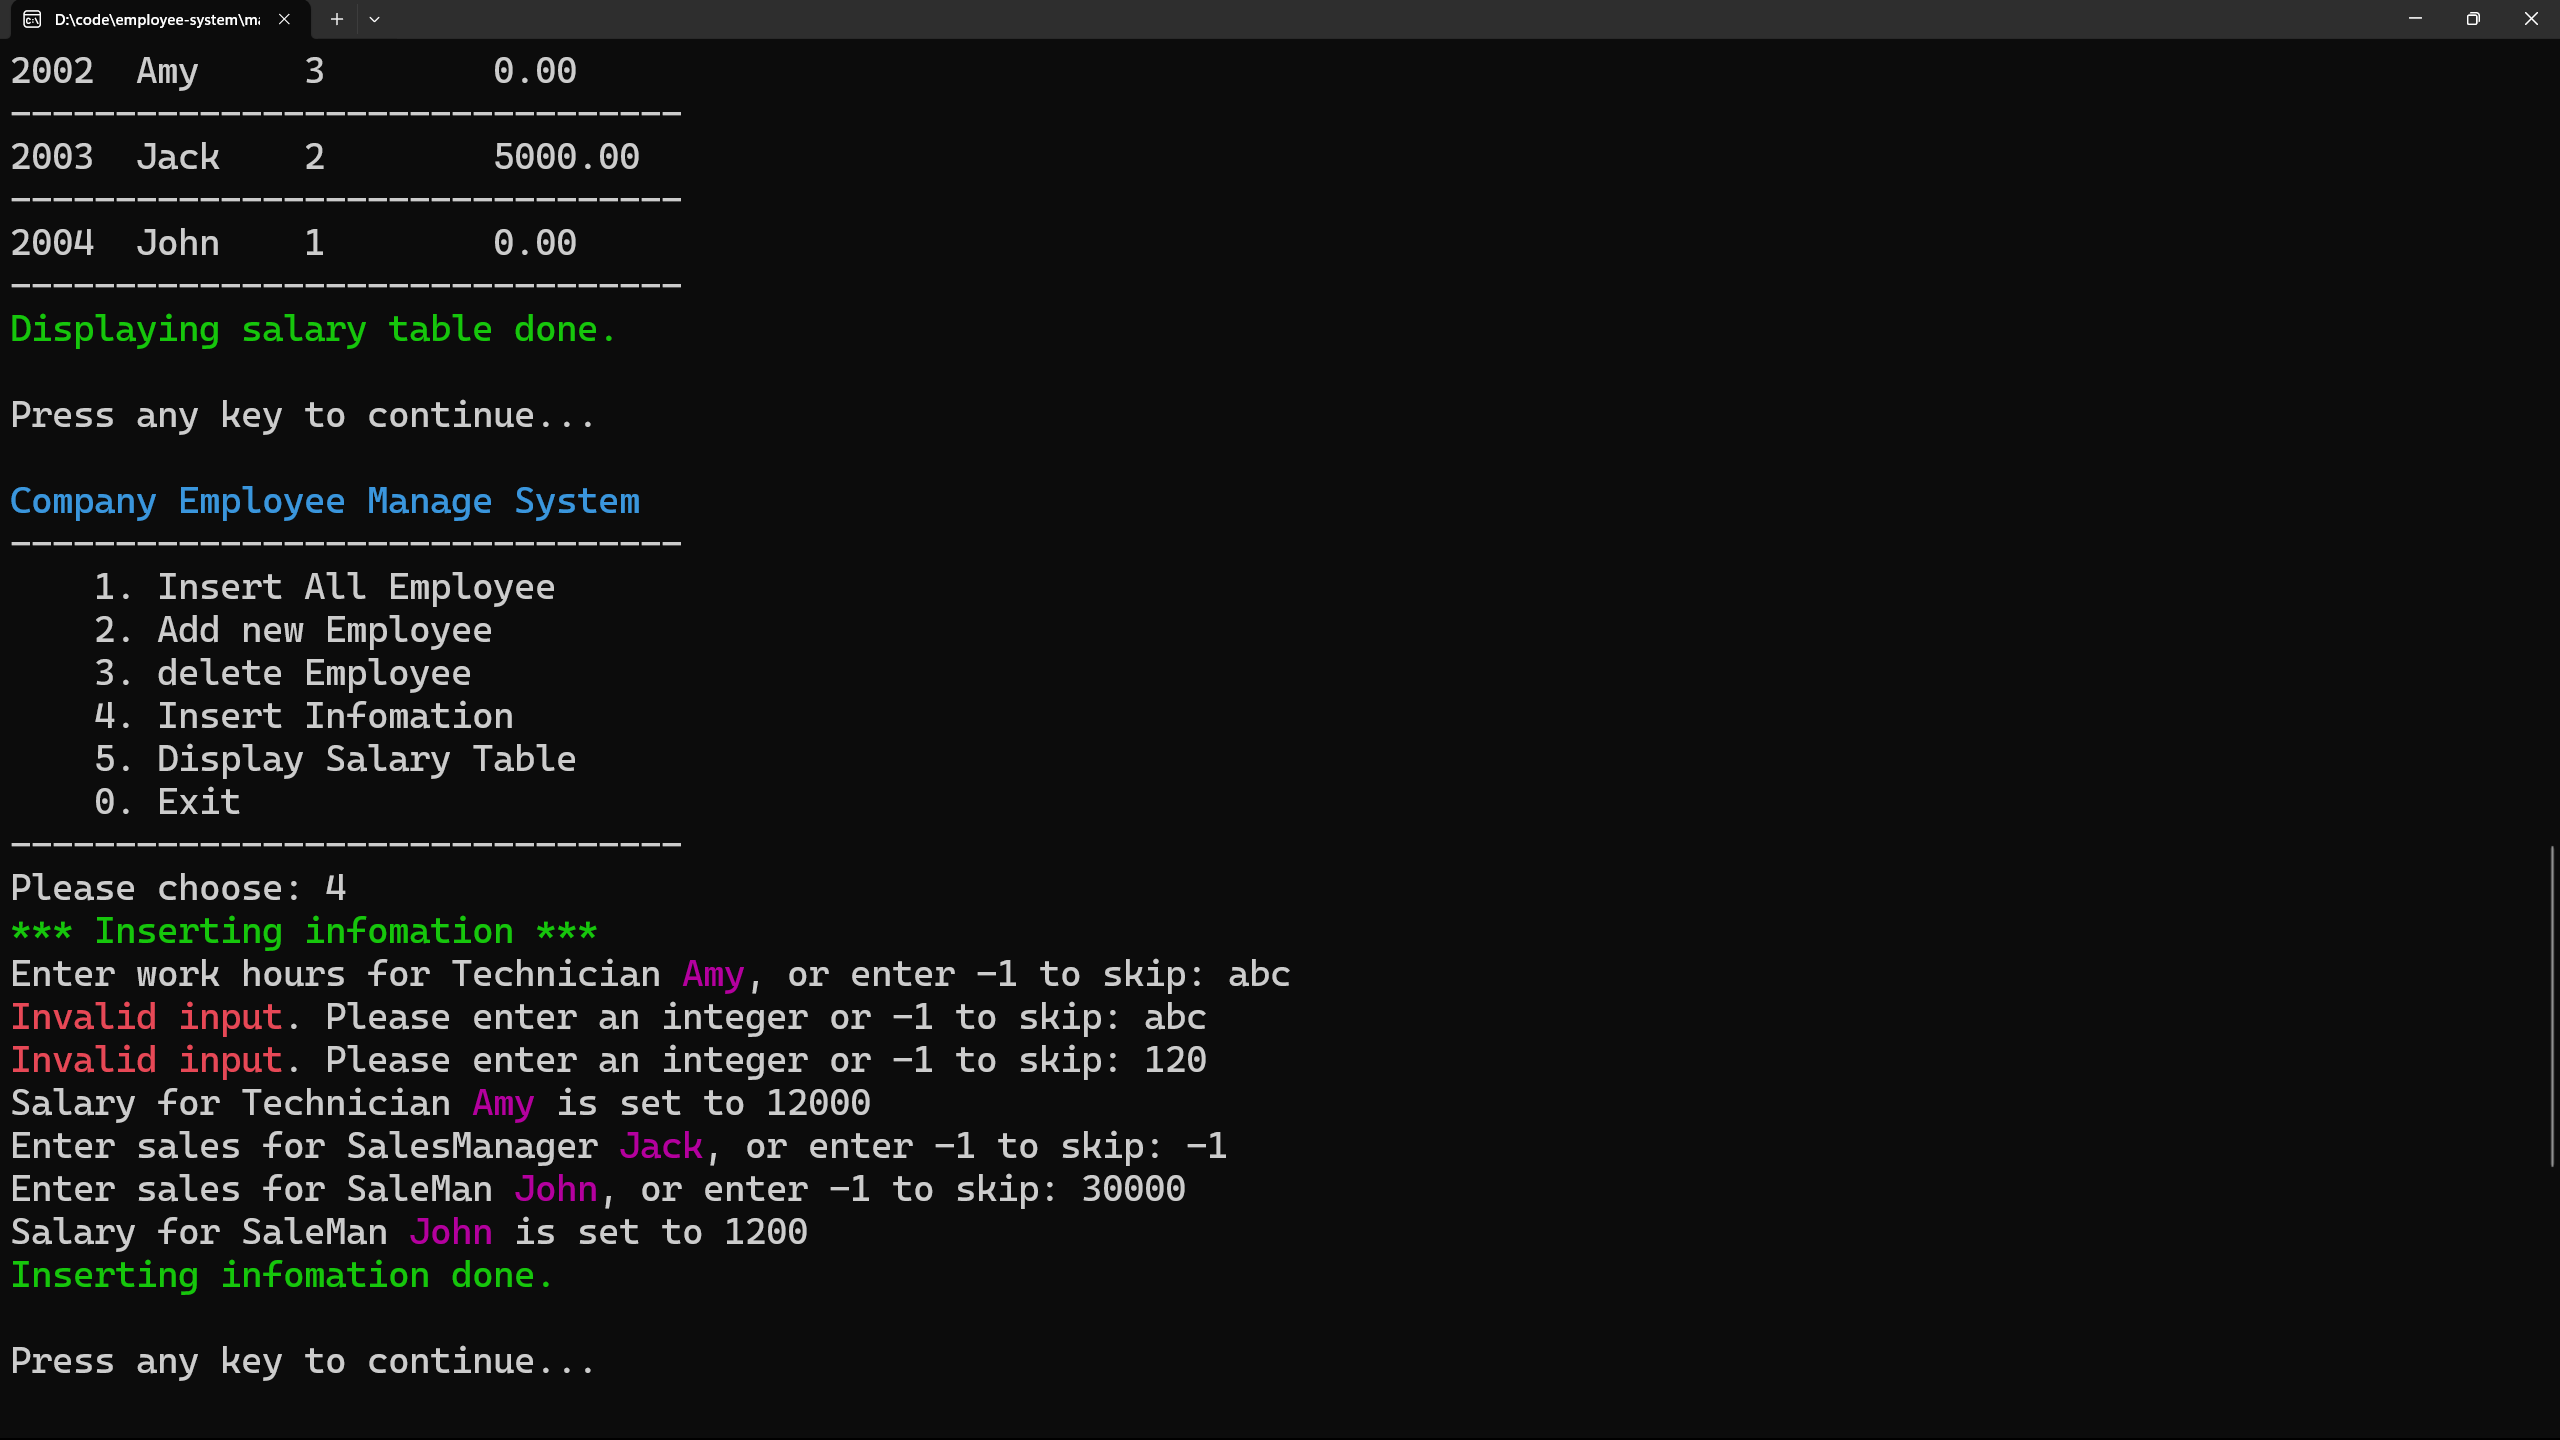 D:\code\employee-system\ma
2002  Amy     3        0.00
--------------------------------
2003  Jack    2        5000.00
--------------------------------
2004  John    1        0.00
--------------------------------
Displaying salary table done.
Press any key to continue...
Company Employee Manage System
--------------------------------
    1. Insert All Employee
    2. Add new Employee
    3. delete Employee
    4. Insert Infomation
    5. Display Salary Table
    0. Exit
--------------------------------
Please choose: 4
*** Inserting infomation ***
Enter work hours for Technician Amy, or enter -1 to skip: abc
Invalid input. Please enter an integer or -1 to skip: abc
Invalid input. Please enter an integer or -1 to skip: 120
Salary for Technician Amy is set to 12000
Enter sales for SalesManager Jack, or enter -1 to skip: -1
Enter sales for SaleMan John, or enter -1 to skip: 30000
Salary for SaleMan John is set to 1200
Inserting infomation done.
Press any key to continue...